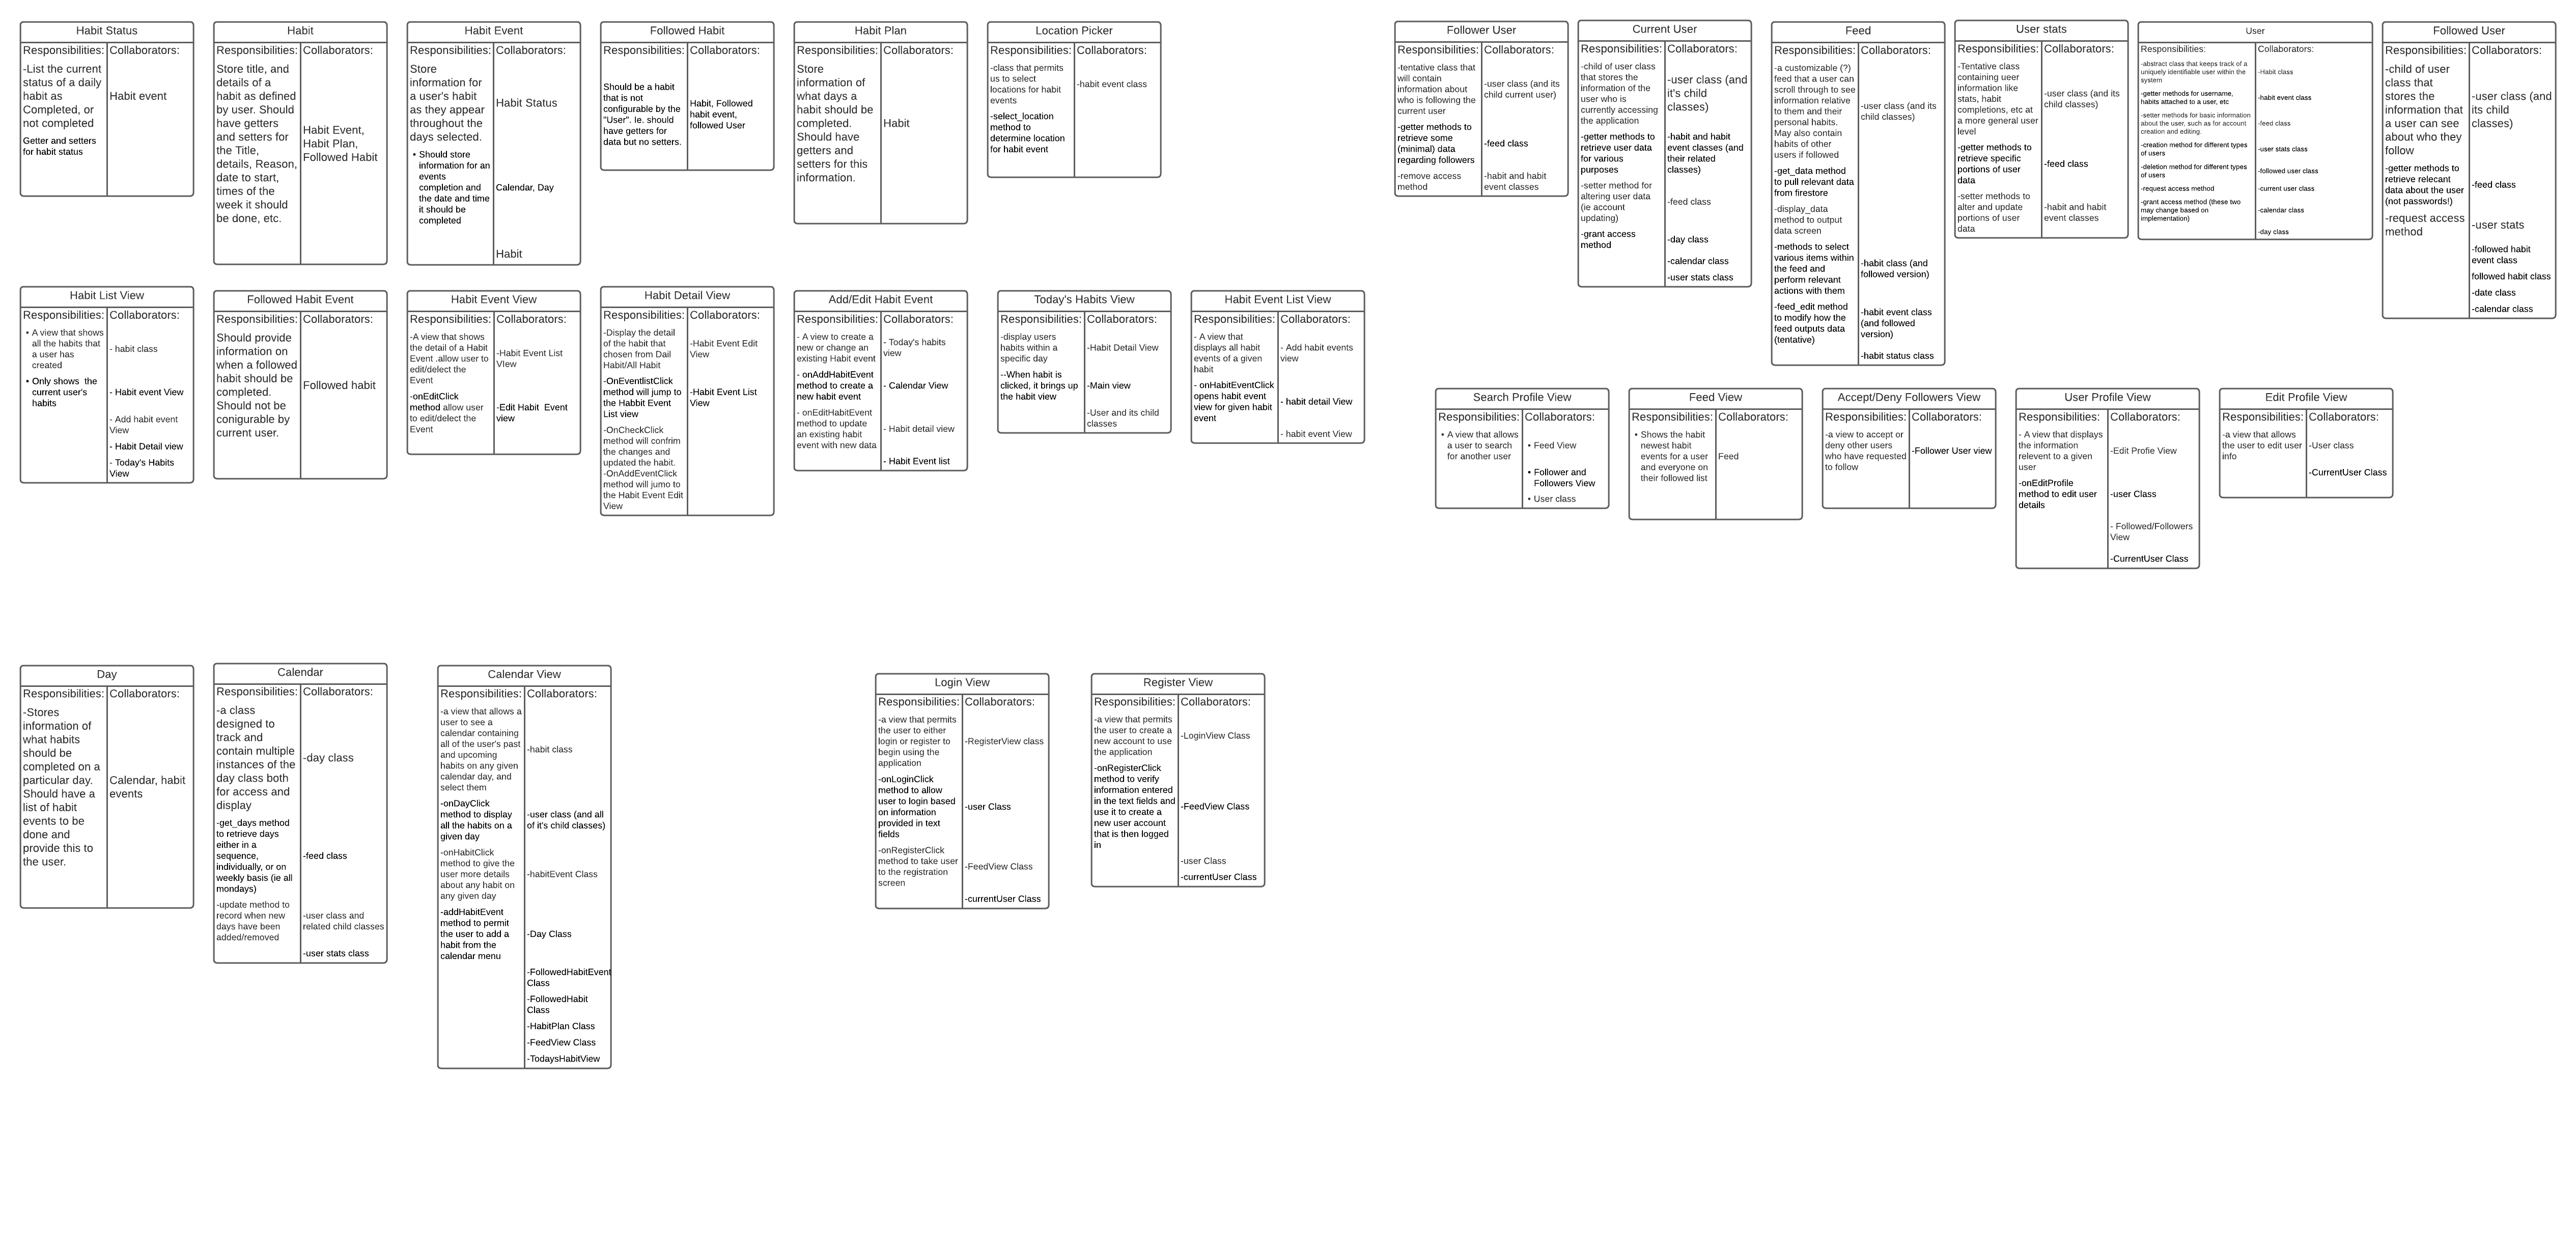 Habit Status
Responsibilities:
-List the current
status of a daily
habit as
Completed, or
not completed
Getter and setters
for habit status
Collaborators:
Habit event
Habit
Responsibilities:
Store title, and
details of a
habit as defined
by user. Should
have getters
and setters for
the Title,
details, Reason,
date to start,
times of the
week it should
be done, etc.
Collaborators:
Habit Event,
Habit Plan,
Followed Habit
Habit Event
Responsibilities:
Store
information for
a user's habit
as they appear
throughout the
days selected.
• Should store
information for an
events
completion and
the date and time
it should be
completed
Collaborators:
Habit Status
Calendar, Day
Habit
Followed Habit
Responsibilities:
Should be a habit
that is not
configurable by the
"User". Ie. should
have getters for
data but no setters.
Collaborators:
Habit, Followed
habit event,
followed User
Habit Plan
Responsibilities:
Store
information of
what days a
habit should be
completed.
Should have
getters and
setters for this
information.
Collaborators:
Habit
Location Picker
Responsibilities:
-class that permits
us to select
locations for habit
events
-select_location
method to
determine location
for habit event
Collaborators:
-habit event class
Follower User
Responsibilities:
-tentative class that
will contain
information about
who is following the
current user
-getter methods to
retrieve some
(minimal) data
regarding followers
-remove access
method
Collaborators:
-user class (and its
child current user)
-feed class
-habit and habit
event classes
Current User
Responsibilities:
-child of user class
that stores the
information of the
user who is
currently accessing
the application
-getter methods to
retrieve user data
for various
purposes
-setter method for
altering user data
(ie account
updating)
-grant access
method
Collaborators:
-user class (and
it's child
classes)
-habit and habit
event classes (and
their related
classes)
-feed class
-day class
-calendar class
-user stats class
Feed
Responsibilities:
-a customizable (?)
feed that a user can
scroll through to see
information relative
to them and their
personal habits.
May also contain
habits of other
users if followed
-get_data method
to pull relevant data
from firestore
-display_data
method to output
data screen
-methods to select
various items within
the feed and
perform relevant
actions with them
-feed_edit method
to modify how the
feed outputs data
(tentative)
Collaborators:
-user class (and its
child classes)
-habit class (and
followed version)
-habit event class
(and followed
version)
-habit status class
User stats
Responsibilities:
-Tentative class
containing ueer
information like
stats, habit
completions, etc at
a more general user
level
-getter methods to
retrieve specific
portions of user
data
-setter methods to
alter and update
portions of user
data
Collaborators:
-user class (and its
child classes)
-feed class
-habit and habit
event classes
User
Responsibilities:
-abstract class that keeps track of a
uniquely identifiable user within the
system
-getter methods for username,
habits attached to a user, etc
-setter methods for basic information
about the user, such as for account
creation and editing.
-creation method for different types
of users
-deletion method for different types
of users
-request access method
-grant access method (these two
may change based on
implementation)
Collaborators:
-Habit class
-habit event class
-feed class
-user stats class
-followed user class
-current user class
-calendar class
-day class
Followed User
Responsibilities:
-child of user
class that
stores the
information that
a user can see
about who they
follow
-getter methods to
retrieve relecant
data about the user
(not passwords!)
-request access
method
Collaborators:
-user class (and
its child
classes)
-feed class
-user stats
-followed habit
event class
followed habit class
-date class
-calendar class
Habit List View
Responsibilities:
• A view that shows
all the habits that
a user has
created
• Only shows the
current user's
habits
Collaborators:
- habit class
- Habit event View
- Add habit event
View
- Habit Detail view
- Today's Habits
View
Followed Habit Event
Responsibilities:
Should provide
information on
when a followed
habit should be
completed.
Should not be
conigurable by
current user.
Collaborators:
Followed habit
Habit Event View
Responsibilities:
-A view that shows
the detail of a Habit
Event .allow user to
edit/delect the
Event
-onEditClick
method allow user
to edit/delect the
Event
Collaborators:
-Habit Event List
VIew
-Edit Habit Event
view
Habit Detail View
Responsibilities:
-Display the detail
of the habit that
chosen from Dail
Habit/All Habit
-OnEventlistClick
method will jump to
the Habbit Event
List view
-OnCheckClick
method will confrim
the changes and
updated the habit.
-OnAddEventClick
method will jumo to
the Habit Event Edit
View
Collaborators:
-Habit Event Edit
View
-Habit Event List
View
Add/Edit Habit Event
Responsibilities:
- A view to create a
new or change an
existing Habit event
- onAddHabitEvent
method to create a
new habit event
- onEditHabitEvent
method to update
an existing habit
event with new data
Collaborators:
- Today's habits
view
- Calendar View
- Habit detail view
- Habit Event list
Today's Habits View
Responsibilities:
-display users
habits within a
specific day
--When habit is
clicked, it brings up
the habit view
Collaborators:
-Habit Detail View
-Main view
-User and its child
classes
Habit Event List View
Responsibilities:
- A view that
displays all habit
events of a given
habit
- onHabitEventClick
opens habit event
view for given habit
event
Collaborators:
- Add habit events
view
- habit detail View
- habit event View
Search Profile View
Responsibilities:
• A view that allows
a user to search
for another user
Collaborators:
• Feed View
• Follower and
Followers View
• User class
Feed View
Responsibilities:
• Shows the habit
newest habit
events for a user
and everyone on
their followed list
Collaborators:
Feed
Accept/Deny Followers View
Responsibilities:
-a view to accept or
deny other users
who have requested
to follow
Collaborators:
-Follower User view
User Profile View
Responsibilities:
- A view that displays
the information
relevent to a given
user
-onEditProfile
method to edit user
details
Collaborators:
-Edit Profie View
-user Class
- Followed/Followers
View
-CurrentUser Class
Edit Profile View
Responsibilities:
-a view that allows
the user to edit user
info
Collaborators:
-User class
-CurrentUser Class
Day
Responsibilities:
-Stores
information of
what habits
should be
completed on a
particular day.
Should have a
list of habit
events to be
done and
provide this to
the user.
Collaborators:
Calendar, habit
events
Calendar
Responsibilities:
-a class
designed to
track and
contain multiple
instances of the
day class both
for access and
display
-get_days method
to retrieve days
either in a
sequence,
individually, or on
weekly basis (ie all
mondays)
-update method to
record when new
days have been
added/removed
Collaborators:
-day class
-feed class
-user class and
related child classes
-user stats class
Calendar View
Responsibilities:
-a view that allows a
user to see a
calendar containing
all of the user's past
and upcoming
habits on any given
calendar day, and
select them
-onDayClick
method to display
all the habits on a
given day
-onHabitClick
method to give the
user more details
about any habit on
any given day
-addHabitEvent
method to permit
the user to add a
habit from the
calendar menu
Collaborators:
-habit class
-user class (and all
of it's child classes)
-habitEvent Class
-Day Class
-FollowedHabitEvent
Class
-FollowedHabit
Class
-HabitPlan Class
-FeedView Class
-TodaysHabitView
Login View
Responsibilities:
-a view that permits
the user to either
login or register to
begin using the
application
-onLoginClick
method to allow
user to login based
on information
provided in text
fields
-onRegisterClick
method to take user
to the registration
screen
Collaborators:
-RegisterView class
-user Class
-FeedView Class
-currentUser Class
Register View
Responsibilities:
-a view that permits
the user to create a
new account to use
the application
-onRegisterClick
method to verify
information entered
in the text fields and
use it to create a
new user account
that is then logged
in
Collaborators:
-LoginView Class
-FeedView Class
-user Class
-currentUser Class